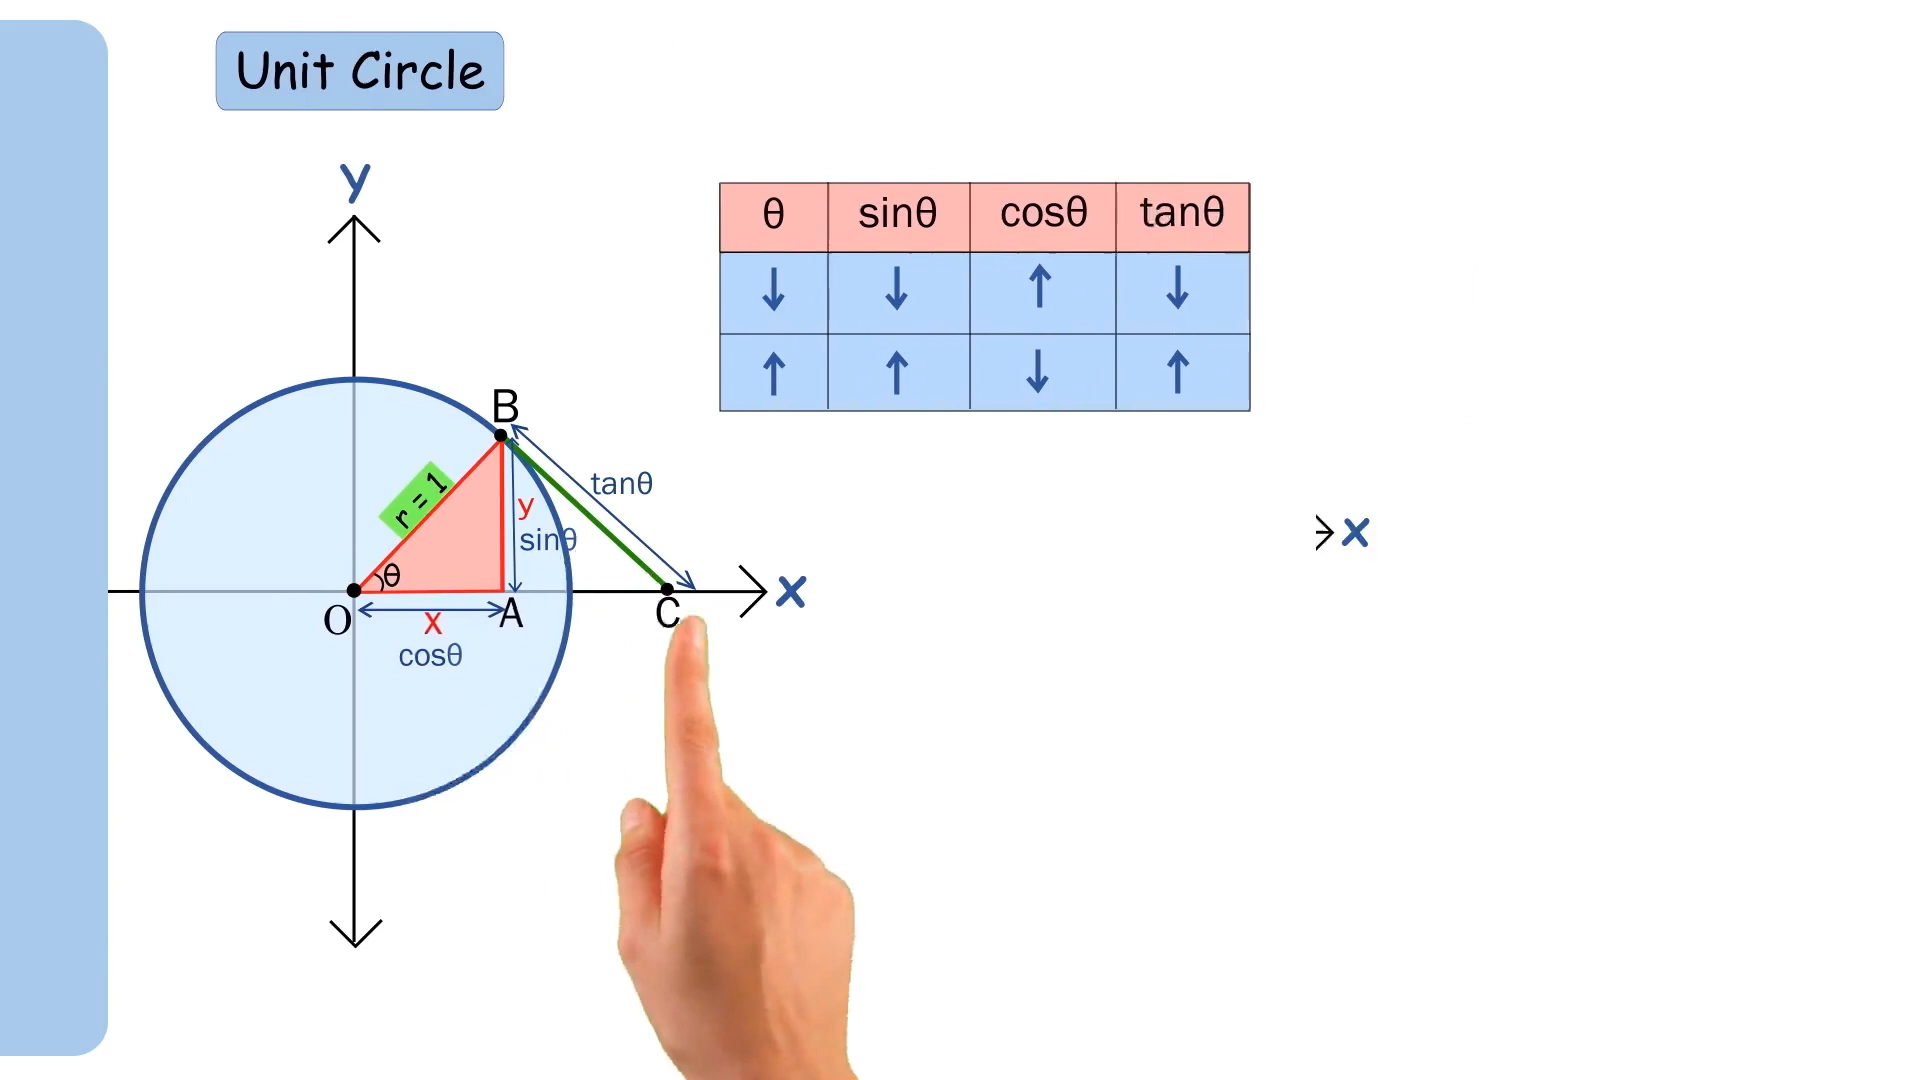 Unit Circle
y
θ sinθ cosθ tanθ
↓ ↓ ↑ ↓
↑ ↑ ↓ ↑
B
r = 1
tanθ
y
sinθ
θ
x
x
O
x
A
C
cosθ